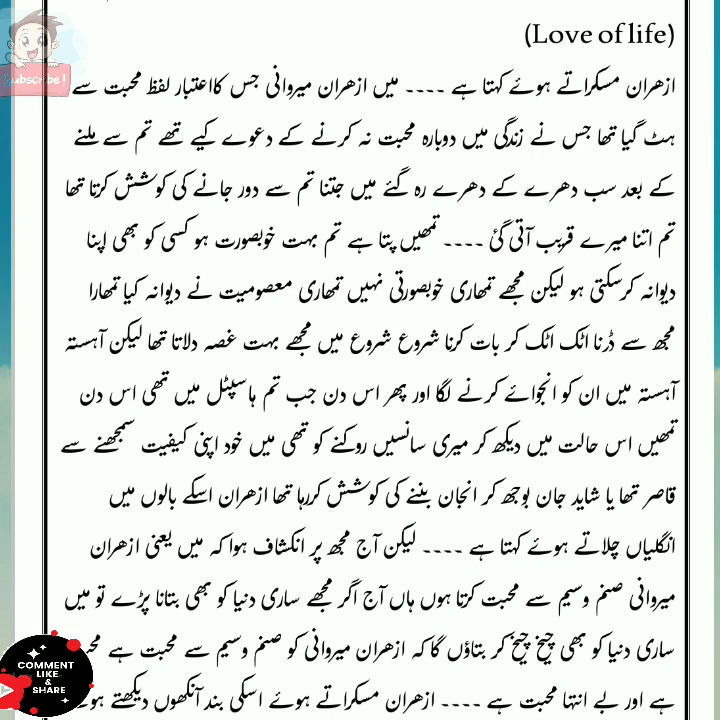 (Love of life)
ازھران مسکراتے ہوئے کہتا ہے ۔۔۔۔ میں ازھران میروانی جس کااعتبار لفظ محبت سے
ہٹ گیا تھا جس نے زندگی میں دوبارہ محبت نہ کرنے کے دعوے کیے تھے تم سے ملنے
کے بعد سب دھرے کے دھرے رہ گئے میں جتنا تم سے دور جانے کی کوشش کرتا تھا
تم اتنا میرے قریب آتی گئ ۔۔۔۔ تمھیں پتا ہے تم بہت خوبصورت ہو کسی کو بھی اپنا
دیوانہ کرسکتی ہو لیکن مجھے تمھاری خوبصورتی نہیں تمھاری معصومیت نے دیوانہ کیا تمھارا
مجھ سے ڈرنا اٹک اٹک کر بات کرنا شروع شروع میں مجھے بہت غصہ دلاتا تھا لیکن آہستہ
آہستہ میں ان کو انجوائے کرنے لگا اور پھر اس دن جب تم ہاسپٹل میں تھی اس دن
تمھیں اس حالت میں دیکھ کر میری سانسیں روکنے کو تھی میں خود اپنی کیفیت سمجھنے سے
قاصر تھا یا شاید جان بوجھ کر انجان بننے کی کوشش کررہا تھا ازھران اسکے بالوں میں
انگلیاں چلاتے ہوئے کہتا ہے ۔۔۔۔ لیکن آج مجھ پر انکشاف ہوا کہ میں یعنی ازھران
میروانی صنم وسیم سے محبت کرتا ہوں ہاں آج اگر مجھے ساری دنیا کو بھی بتانا پڑے تو میں
ساری دنیا کو بھی چیخ چیخ کر بتاؤں گا کہ ازھران میروانی کو صنم وسیم سے محبت ہے
ہے اور بے انتہا محبت ہے ۔۔۔۔ ازھران مسکراتے ہوئے اسکی بند آنکھوں دیکھتے
Subscribe!
COMMENT
LIKE
&
SHARE